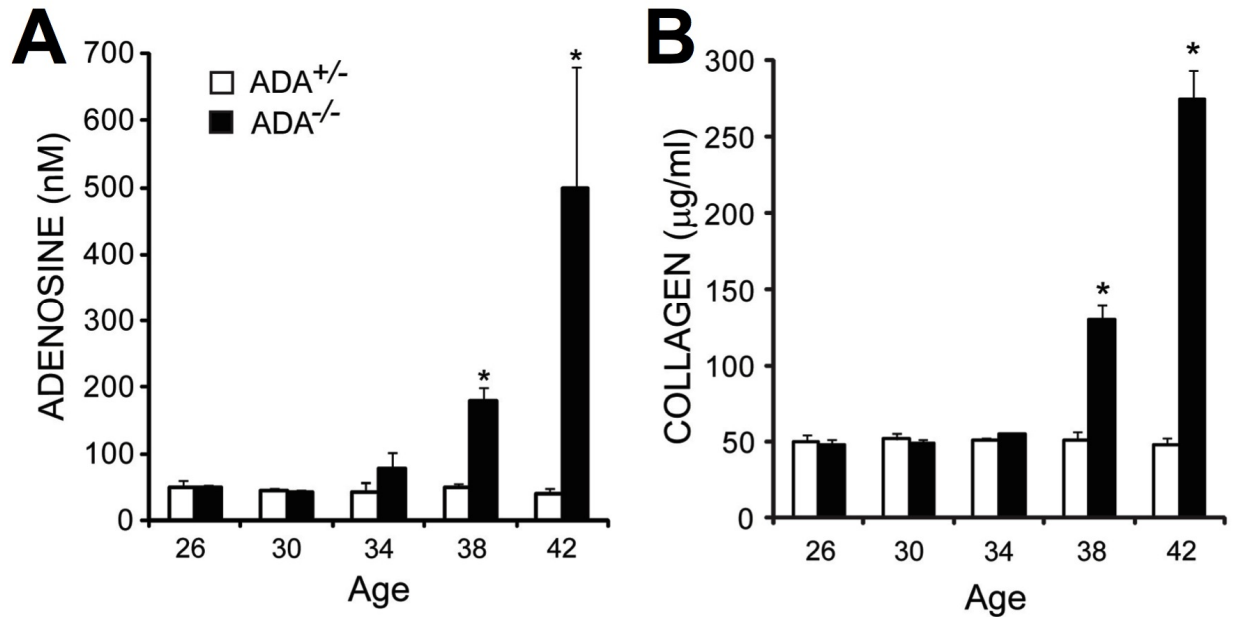 A
ADENOSINE (nM)
700
600
500
400
300
200
100
0
ADA+/-
ADA-/-
*
*
26 30 34 38 42
Age
B
COLLAGEN (μg/ml)
300
250
200
150
100
50
0
*
*
26 30 34 38 42
Age